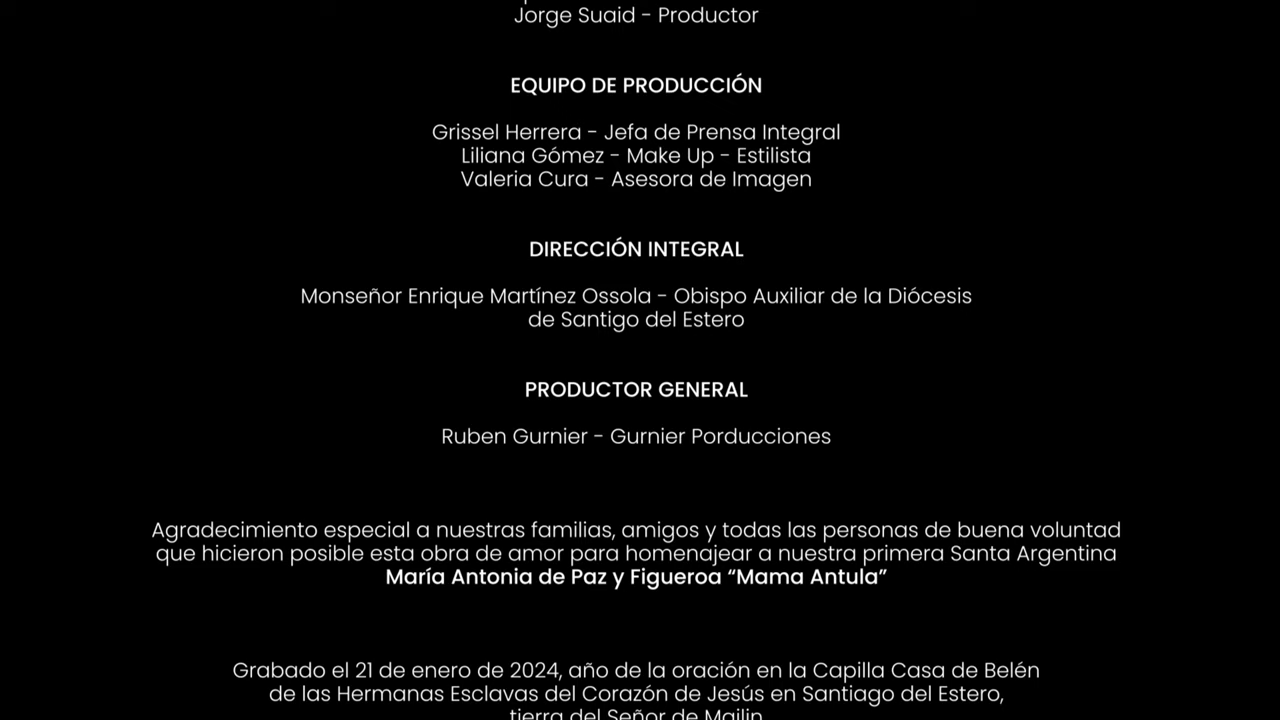 Jorge Suaid - Productor
EQUIPO DE PRODUCCIÓN
Grissel Herrera - Jefa de Prensa Integral
Liliana Gómez - Make Up - Estilista
Valeria Cura - Asesora de Imagen
DIRECCIÓN INTEGRAL
Monseñor Enrique Martínez Ossola - Obispo Auxiliar de la Diócesis
de Santigo del Estero
PRODUCTOR GENERAL
Ruben Gurnier - Gurnier Porducciones
Agradecimiento especial a nuestras familias, amigos y todas las personas de buena voluntad
que hicieron posible esta obra de amor para homenajear a nuestra primera Santa Argentina
María Antonia de Paz y Figueroa “Mama Antula”
Grabado el 21 de enero de 2024, año de la oración en la Capilla Casa de Belén
de las Hermanas Esclavas del Corazón de Jesús en Santiago del Estero,
tierra del Señor de Mailin